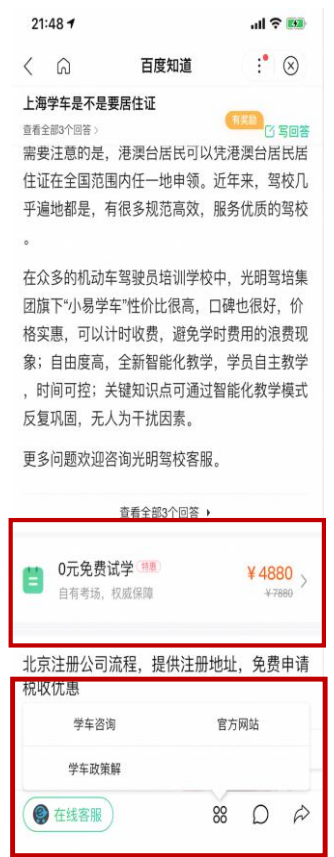 21:48
百度知道
上海学车是不是要居住证
有奖励
查看全部3个回答 >
写回答
需要注意的是，港澳台居民可以凭港澳台居民居
住证在全国范围内任一地申领。近年来，驾校几
乎遍地都是，有很多规范高效，服务优质的驾校
。
在众多的机动车驾驶员培训学校中，光明驾培集
团旗下“小易学车”性价比很高，口碑也很好，价
格实惠，可以计时收费，避免学时费用的浪费现
象；自由度高，全新智能化教学，学员自主教学
，时间可控；关键知识点可通过智能化教学模式
反复巩固，无人为干扰因素。
更多问题欢迎咨询光明驾校客服。
查看全部3个回答
0元免费试学 特惠
¥4880
自有考场，权威保障
¥7880
北京注册公司流程，提供注册地址，免费申请
税收优惠
学车咨询
官方网站
学车政策解
在线客服